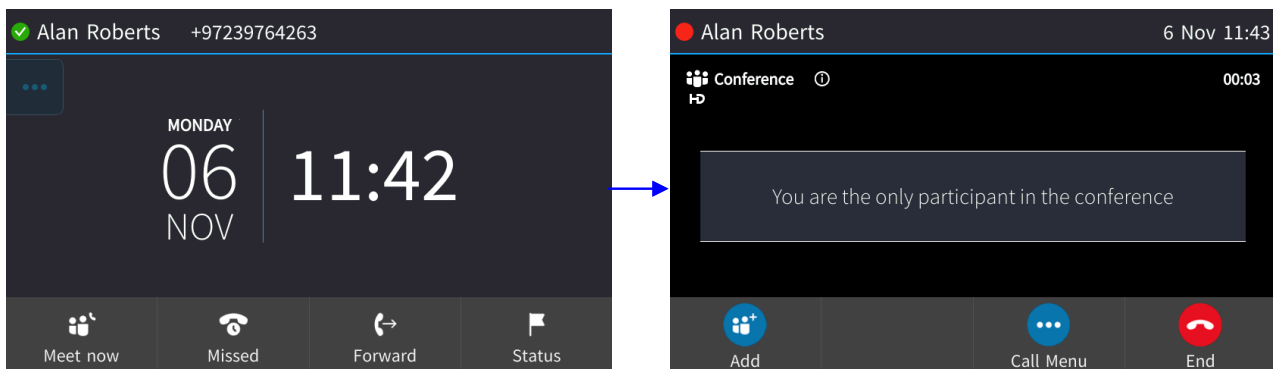 Alan Roberts +97239764263
MONDAY
06
NOV
11:42
Meet now Missed Forward Status
Alan Roberts 6 Nov 11:43
Conference 00:03
HD
You are the only participant in the conference
Add Call Menu End